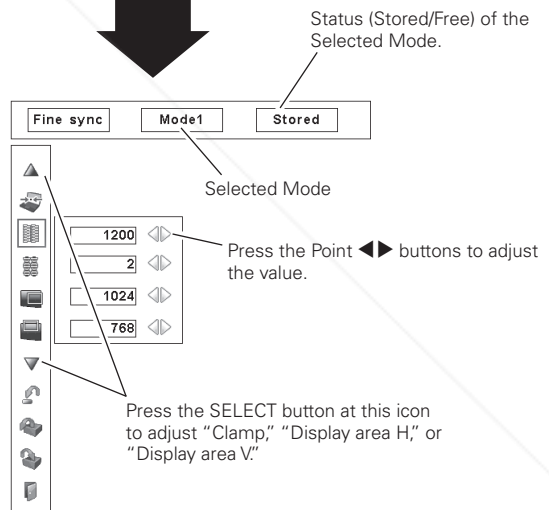 Status (Stored/Free) of the
Selected Mode.
Fine sync Mode1 Stored
Selected Mode
1200
2
1024
768
Press the Point ◀▶ buttons to adjust
the value.
Press the SELECT button at this icon
to adjust “Clamp,” “Display area H,” or
“Display area V.”